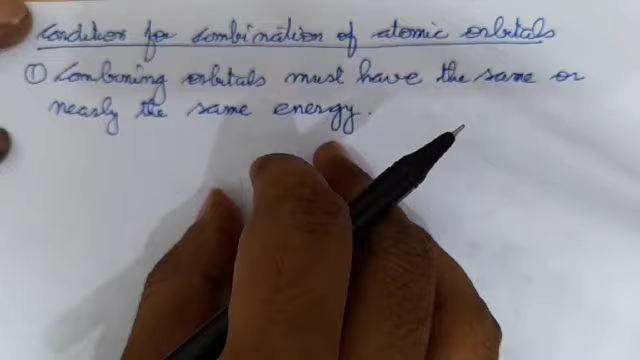 Condition for combination of atomic orbitals
① Combining orbitals must have the same or
nearly the same energy.